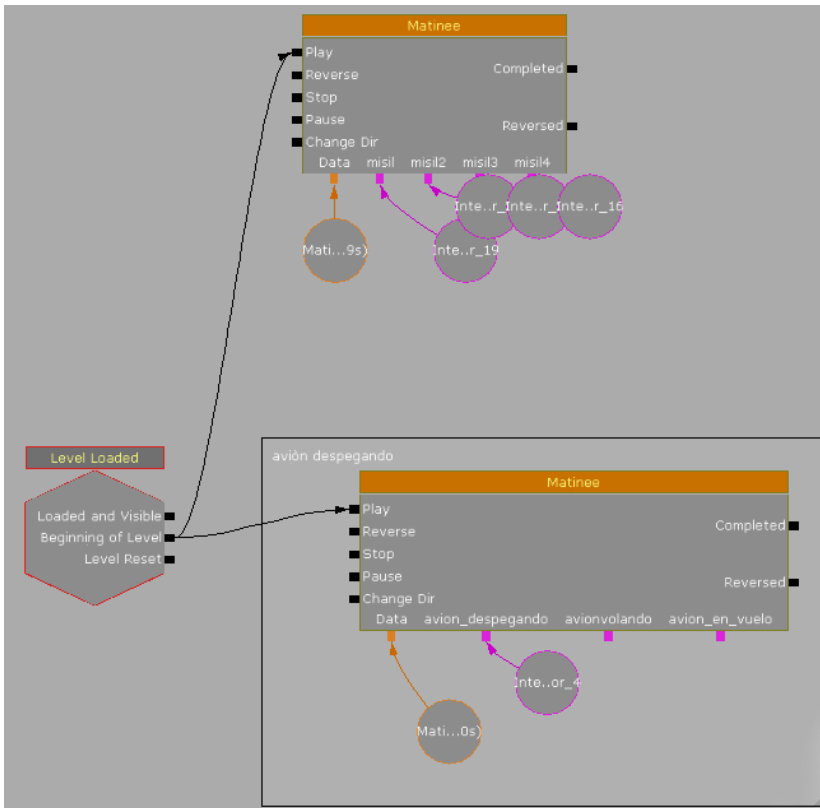 Matinee
Play
Reverse
Stop
Pause
Change Dir
Completed
Reversed
Data misil misil2 misil3 misil4
Mati...9s)
Inte..r_19
Inte..r_
Inte..r_
Inte..r_16
Level Loaded
Loaded and Visible
Beginning of Level
Level Reset
aviòn despegando
Matinee
Play
Reverse
Stop
Pause
Change Dir
Completed
Reversed
Data avion_despegando avionvolando avion_en_vuelo
Inte..or_4
Mati...0s)